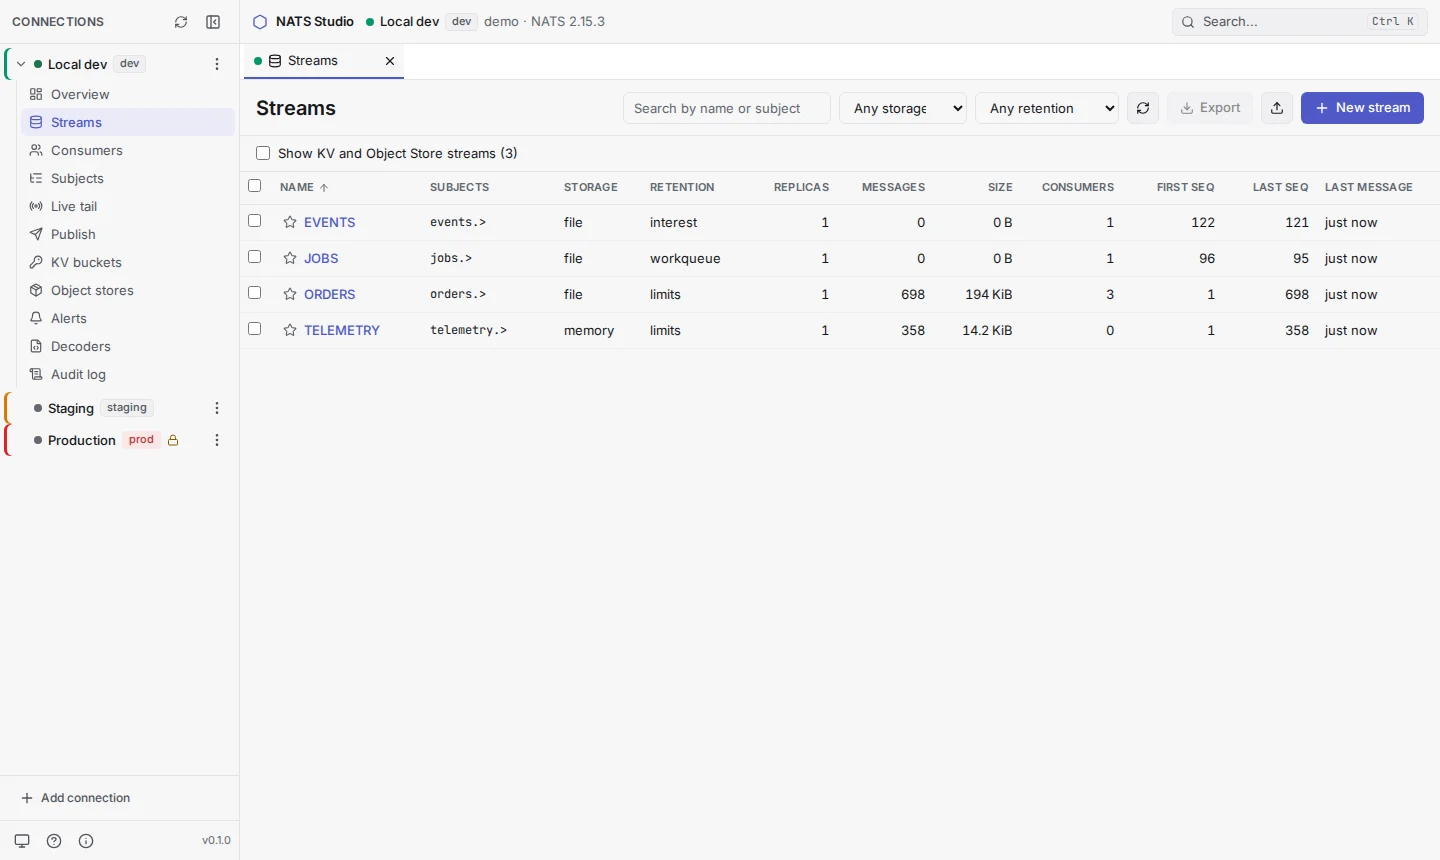 CONNECTIONS
NATS Studio Local dev dev demo · NATS 2.15.3
Search... Ctrl K
Local dev dev
Overview
Streams
Consumers
Subjects
Live tail
Publish
KV buckets
Object stores
Alerts
Decoders
Audit log
Staging staging
Production prod
Add connection
v0.1.0
Streams
Streams
Search by name or subject Any storage Any retention Export New stream
Show KV and Object Store streams (3)
NAME SUBJECTS STORAGE RETENTION REPLICAS MESSAGES SIZE CONSUMERS FIRST SEQ LAST SEQ LAST MESSAGE
EVENTS events.> file interest 1 0 0 B 1 122 121 just now
JOBS jobs.> file workqueue 1 0 0 B 1 96 95 just now
ORDERS orders.> file limits 1 698 194 KiB 3 1 698 just now
TELEMETRY telemetry.> memory limits 1 358 14.2 KiB 0 1 358 just now